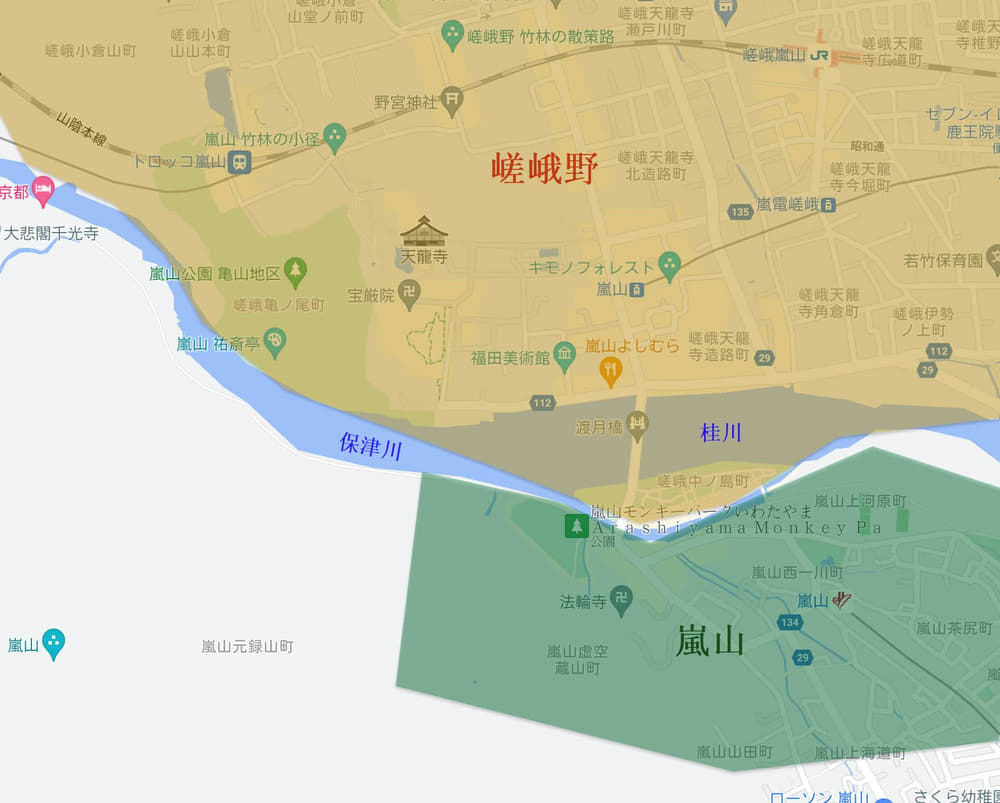 嵯峨小倉
山堂ノ前町
嵯峨天龍寺
瀬戸川町
嵯峨小倉山町
嵯峨小倉
山山本町
嵯峨野 竹林の散策路
嵯峨嵐山
JR
嵯峨天龍
寺広道町
嵯峨天
寺椎野
山陰本線
野宮神社
嵐山 竹林の小径
トロッコ嵐山
セブン-イレ
鹿王院駅
昭和通
嵯峨野
嵯峨天龍寺
北造路町
嵯峨天龍
寺今堀町
京都
135
嵐電嵯峨
大悲閣千光寺
天龍寺
嵐山公園 亀山地区
キモノフォレスト
若竹保育園
嵐山
宝厳院
嵯峨亀ノ尾町
嵯峨天龍
寺角倉町
嵯峨伊勢
ノ上町
嵐山 祐斎亭
嵐山よしむら
嵯峨天龍
寺造路町
福田美術館
29
112
29
112
渡月橋
桂川
保津川
嵯峨中ノ島町
嵐山上河原町
嵐山モンキーパークいわたやま
Arashiyama Monkey Pa
公園
嵐山西一川町
法輪寺
嵐山
134
嵐山茶尻町
嵐山
嵐山
嵐山元録山町
嵐山虚空
蔵山町
29
嵐山山田町
嵐山上海道町
ローソン 嵐山
さくら幼稚園